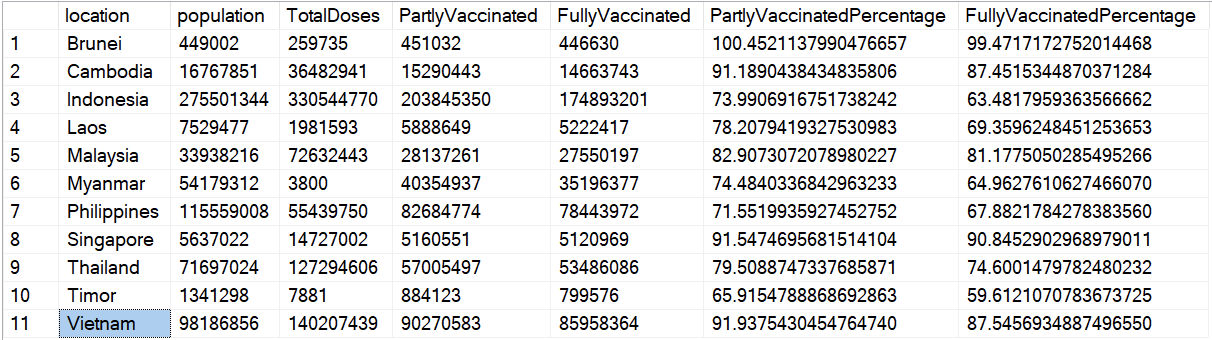 location population TotalDoses PartlyVaccinated FullyVaccinated PartlyVaccinatedPercentage FullyVaccinatedPercentage
1 Brunei 449002 259735 451032 446630 100.4521137990476657 99.4717172752014468
2 Cambodia 16767851 36482941 15290443 14663743 91.1890438434835806 87.4515344870371284
3 Indonesia 275501344 330544770 203845350 174893201 73.9906916751738242 63.4817959363566662
4 Laos 7529477 1981593 5888649 5222417 78.2079419327530983 69.3596248451253653
5 Malaysia 33938216 72632443 28137261 27550197 82.9073072078980227 81.1775050285495266
6 Myanmar 54179312 3800 40354937 35196377 74.4840336842963233 64.9627610627466070
7 Philippines 115559008 55439750 82684774 78443972 71.5519935927452752 67.8821784278383560
8 Singapore 5637022 14727002 5160551 5120969 91.5474695681514104 90.8452902968979011
9 Thailand 71697024 127294606 57005497 53486086 79.5088747337685871 74.6001479782480232
10 Timor 1341298 7881 884123 799576 65.9154788868692863 59.6121070783673725
11 Vietnam 98186856 140207439 90270583 85958364 91.9375430454764740 87.5456934887496550